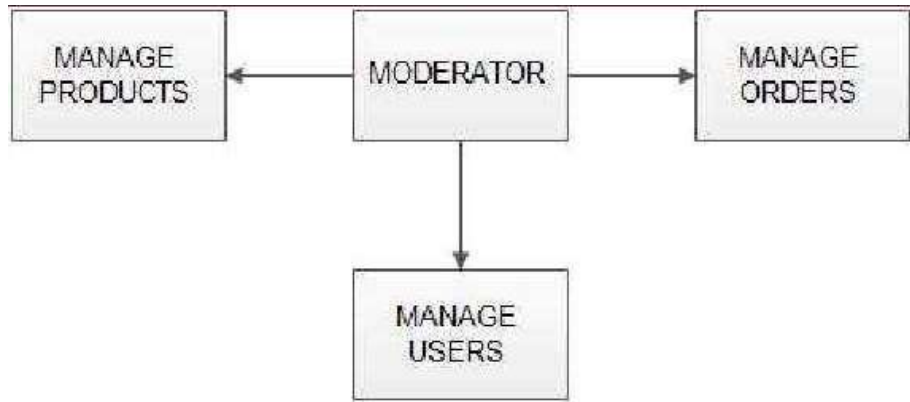 MANAGE
PRODUCTS
MODERATOR
MANAGE
ORDERS
MANAGE
USERS